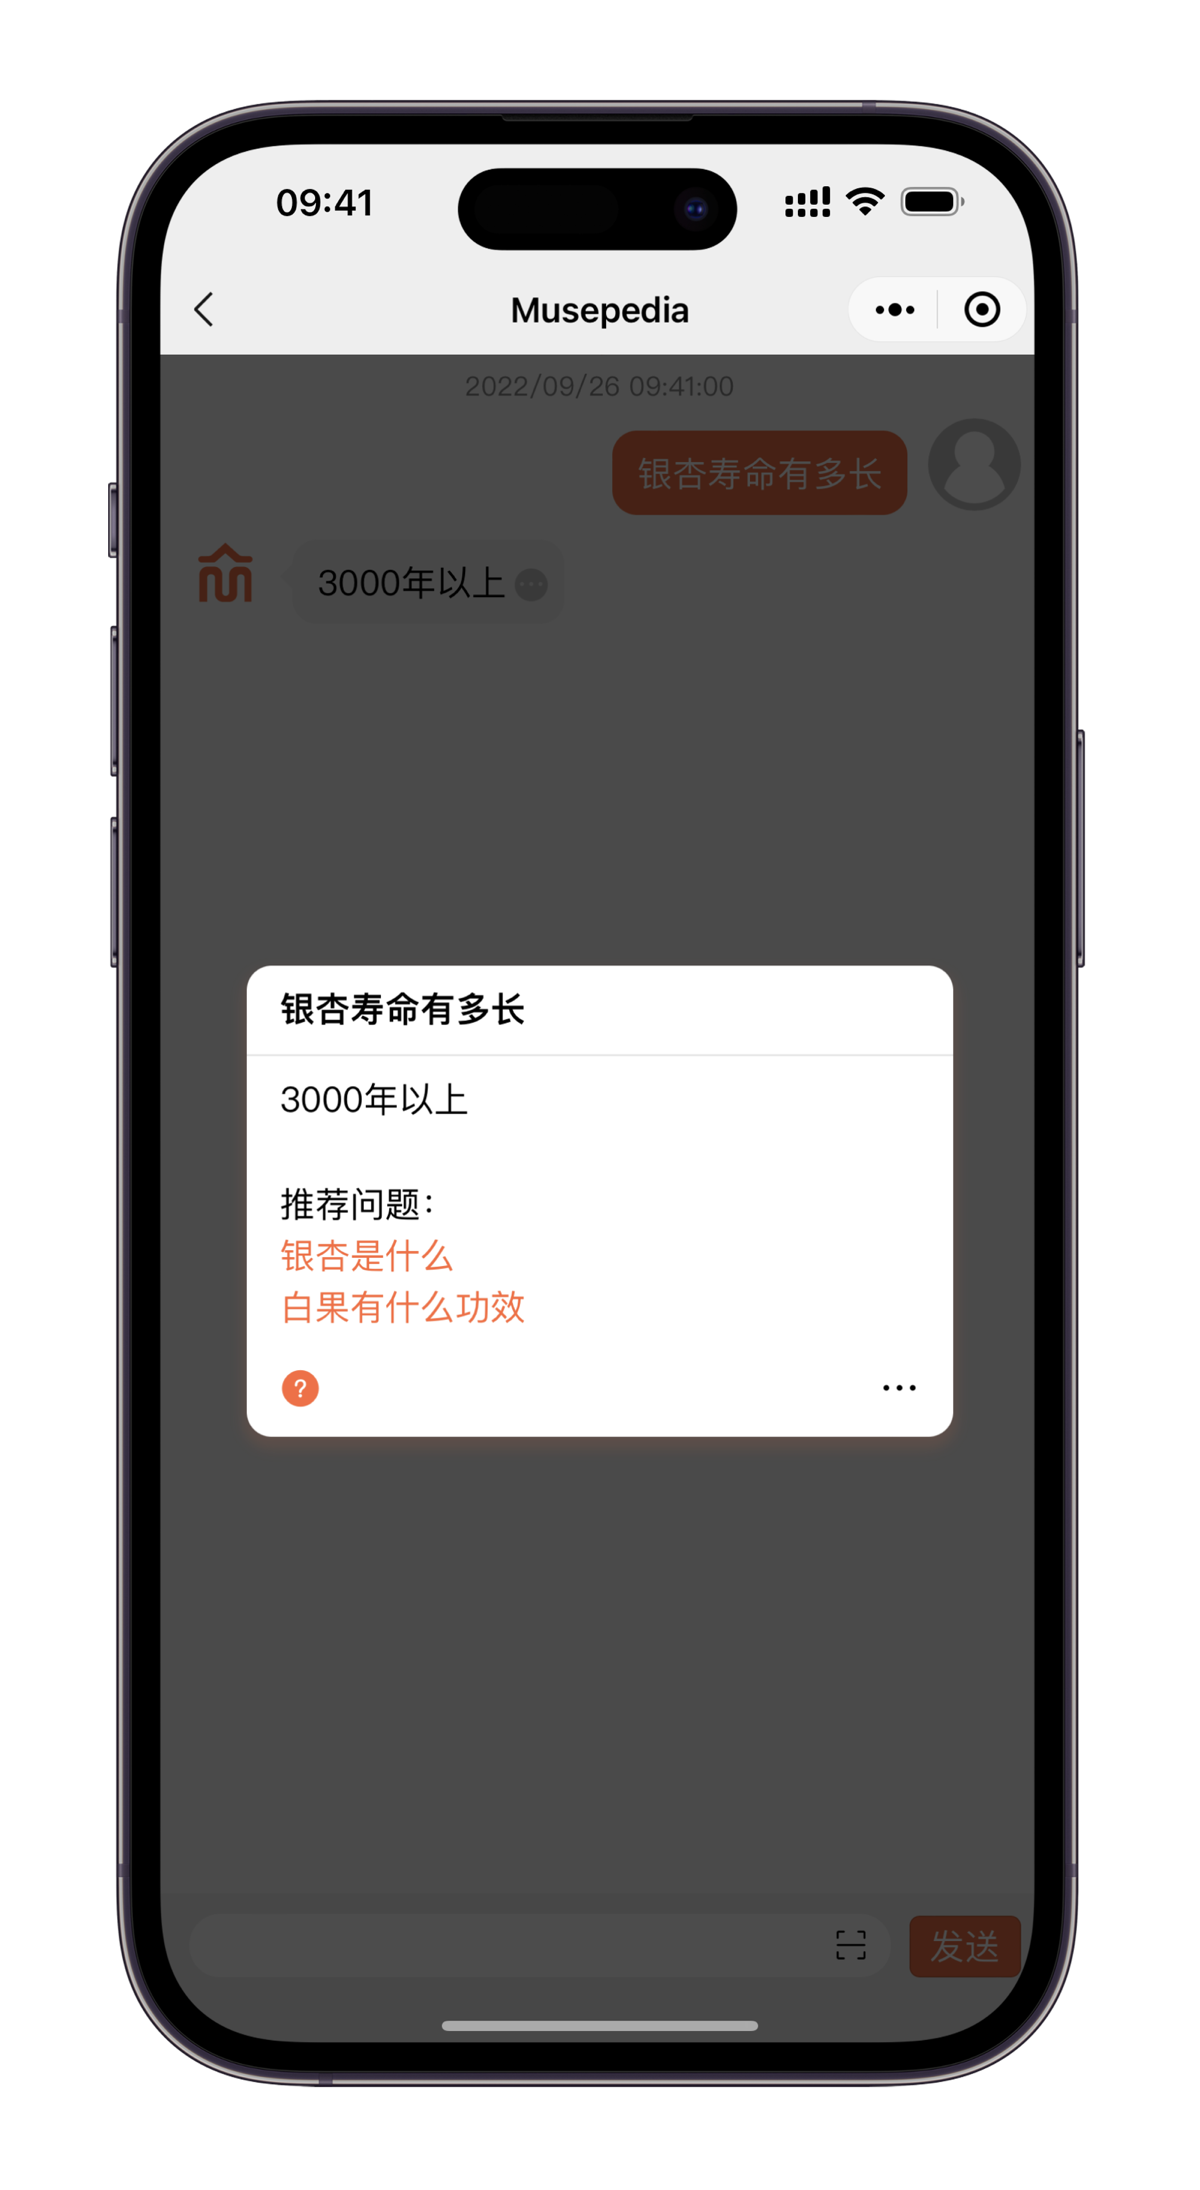 09:41
Musepedia
2022/09/26 09:41:00
银杏寿命有多长
3000年以上
银杏寿命有多长
3000年以上
推荐问题：
银杏是什么
白果有什么功效
?
发送